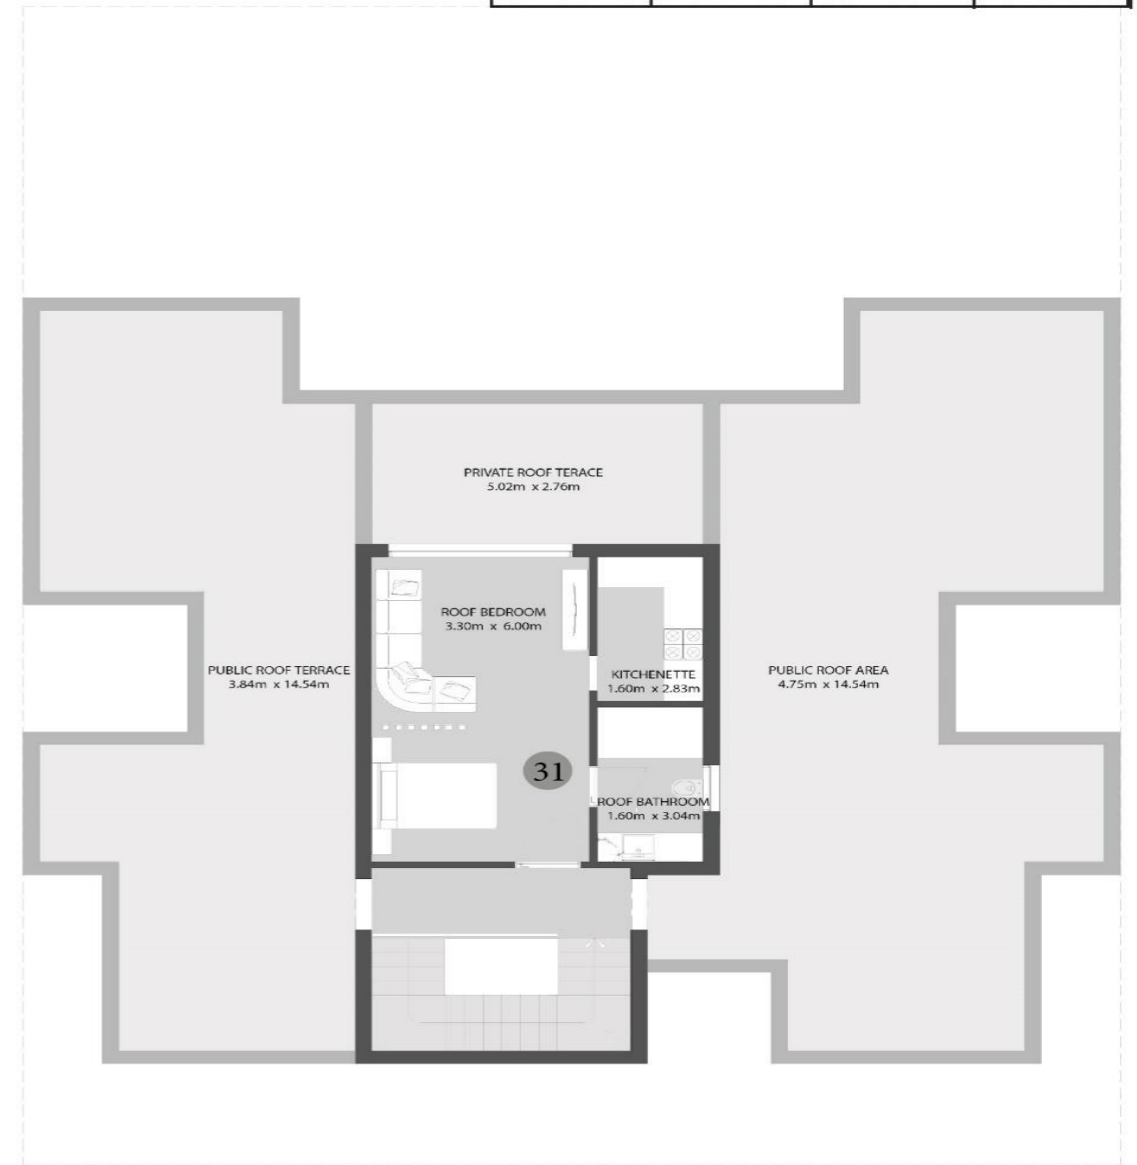 PRIVATE ROOF TERACE
5.02m x 2.76m
ROOF BEDROOM
3.30m x 6.00m
PUBLIC ROOF TERRACE
3.84m x 14.54m
KITCHENETTE
1.60m x 2.83m
PUBLIC ROOF AREA
4.75m x 14.54m
31
ROOF BATHROOM
1.60m x 3.04m